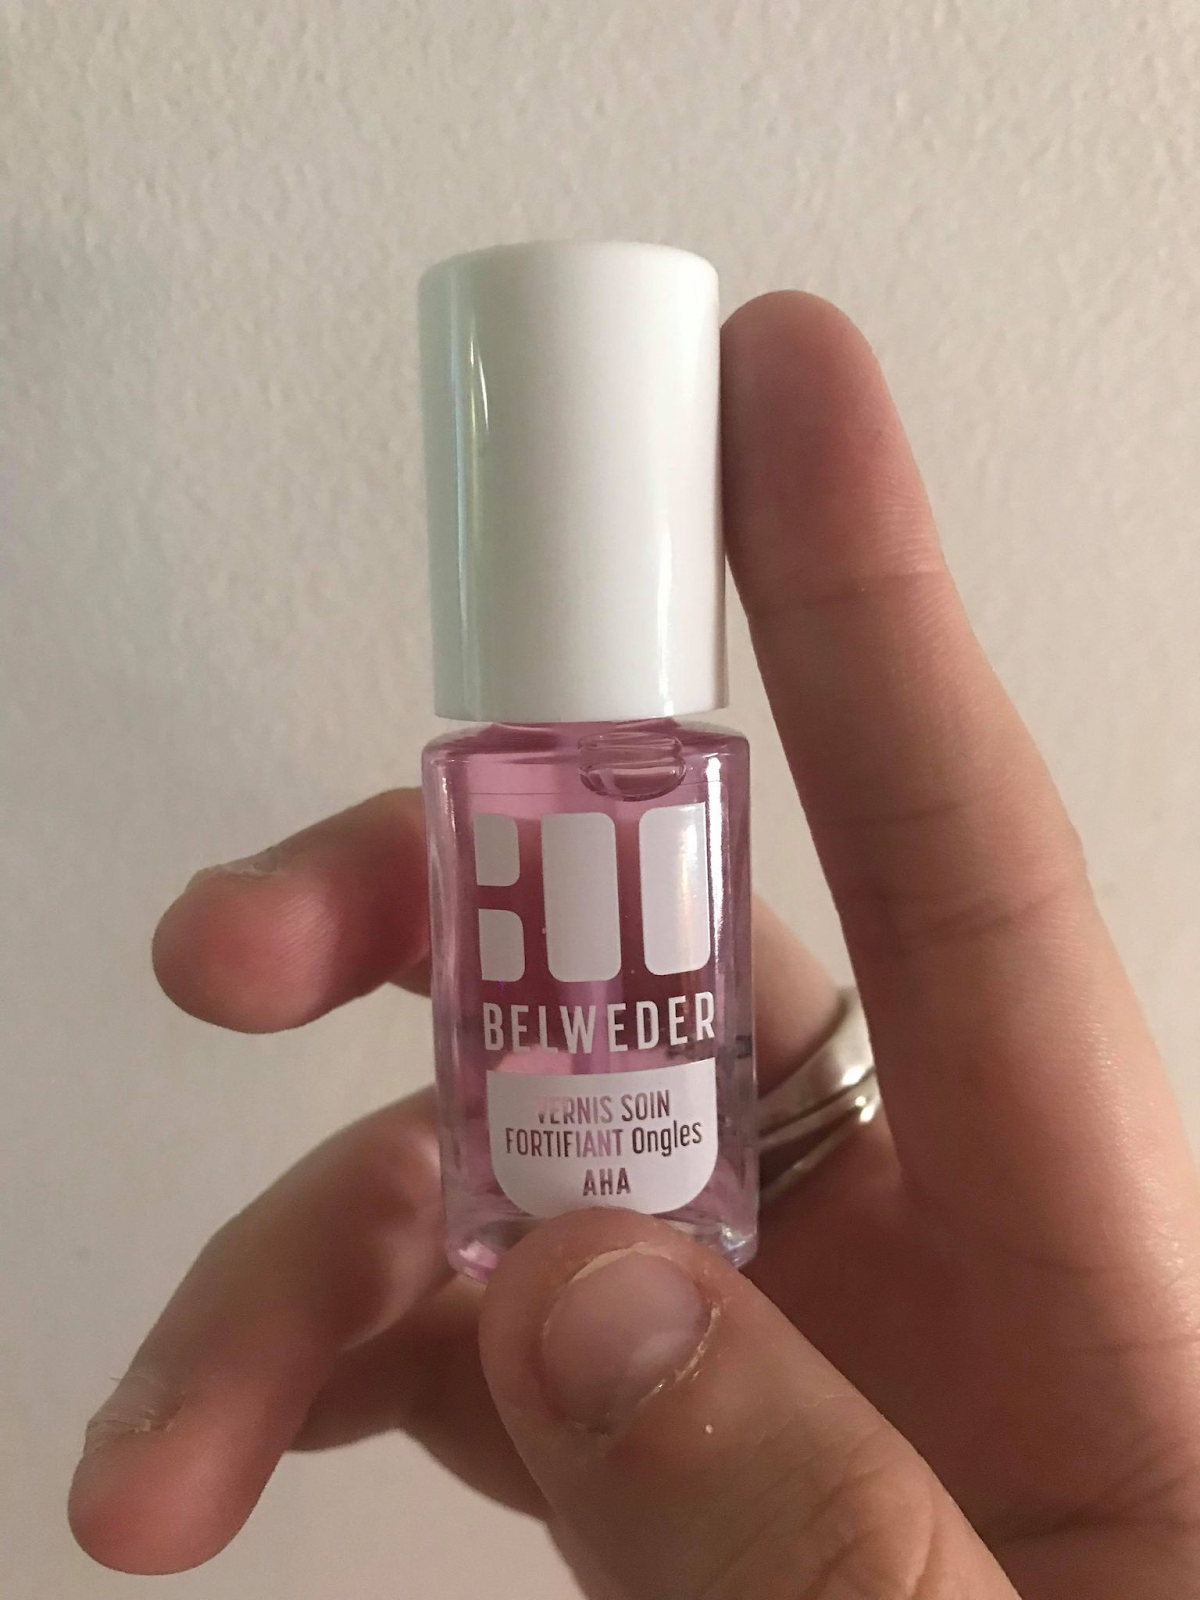 BELWEDER
VERNIS SOIN
FORTIFIANT Ongles
AHA